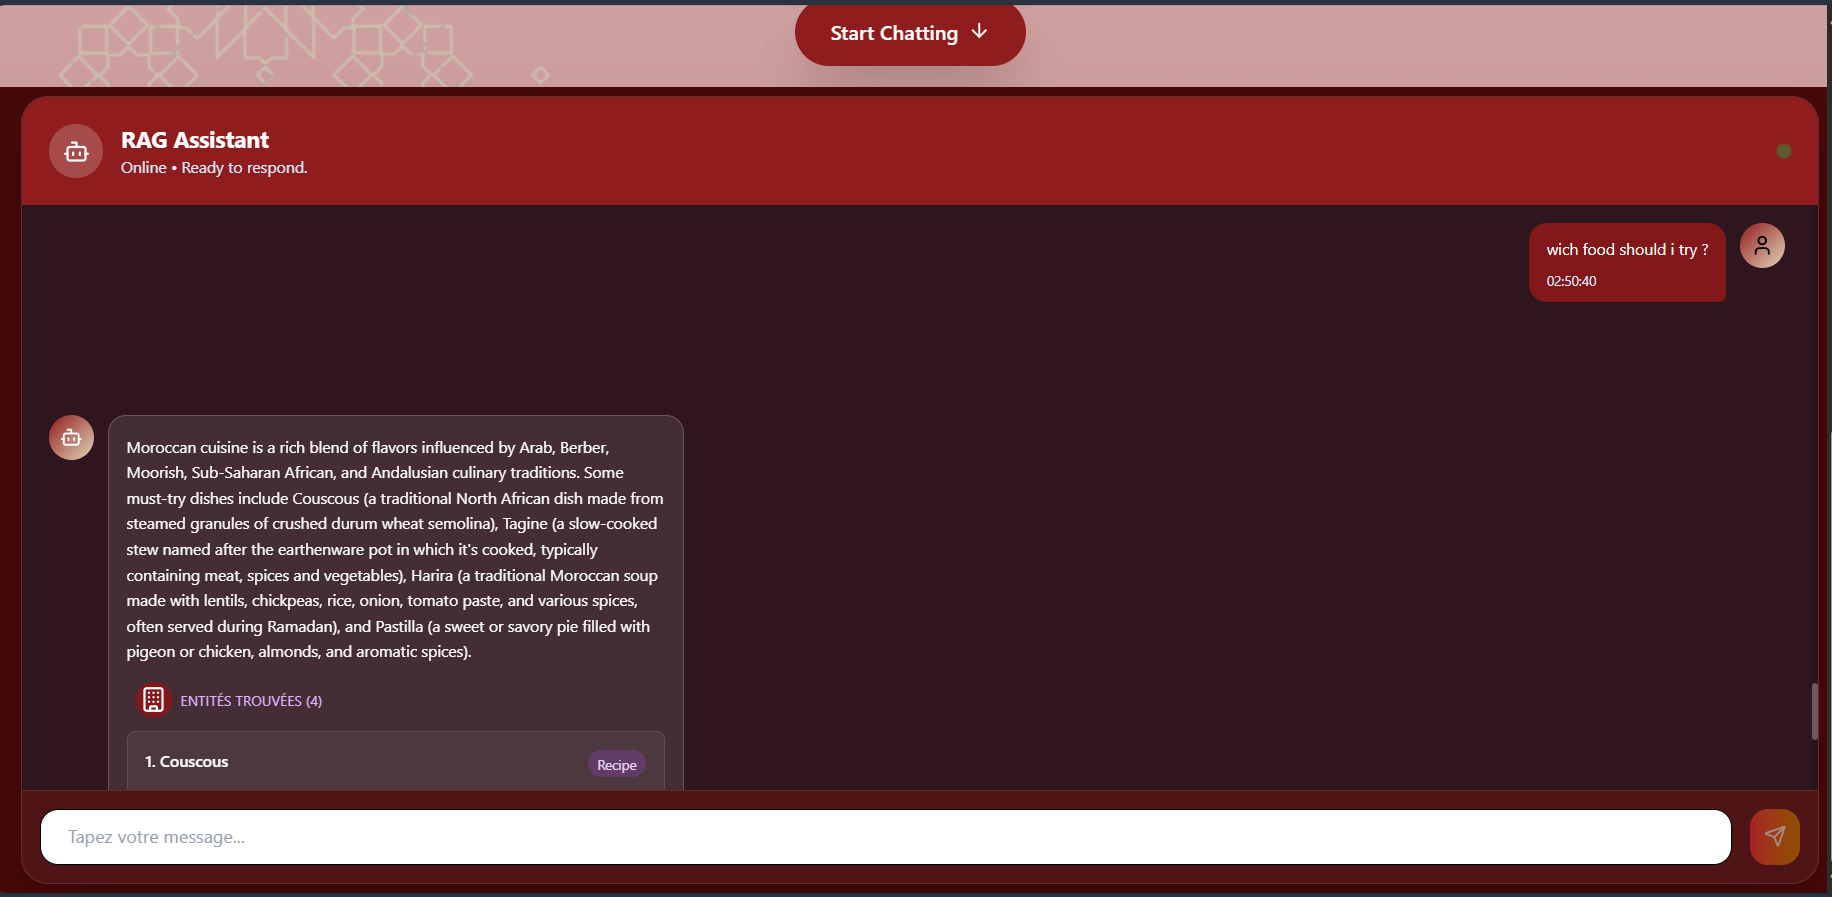 Start Chatting
RAG Assistant
Online • Ready to respond.
wich food should i try ?
02:50:40
Moroccan cuisine is a rich blend of flavors influenced by Arab, Berber,
Moorish, Sub-Saharan African, and Andalusian culinary traditions. Some
must-try dishes include Couscous (a traditional North African dish made from
steamed granules of crushed durum wheat semolina), Tagine (a slow-cooked
stew named after the earthenware pot in which it's cooked, typically
containing meat, spices and vegetables), Harira (a traditional Moroccan soup
made with lentils, chickpeas, rice, onion, tomato paste, and various spices,
often served during Ramadan), and Pastilla (a sweet or savory pie filled with
pigeon or chicken, almonds, and aromatic spices).
ENTITÉS TROUVÉES (4)
1. Couscous
Recipe
Tapez votre message...